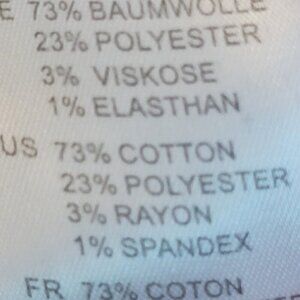 E 73% BAUMWOLLE
23% POLYESTER
3% VISKOSE
1% ELASTHAN
US 73% COTTON
23% POLYESTER
3% RAYON
1% SPANDEX
FR 73% COTON